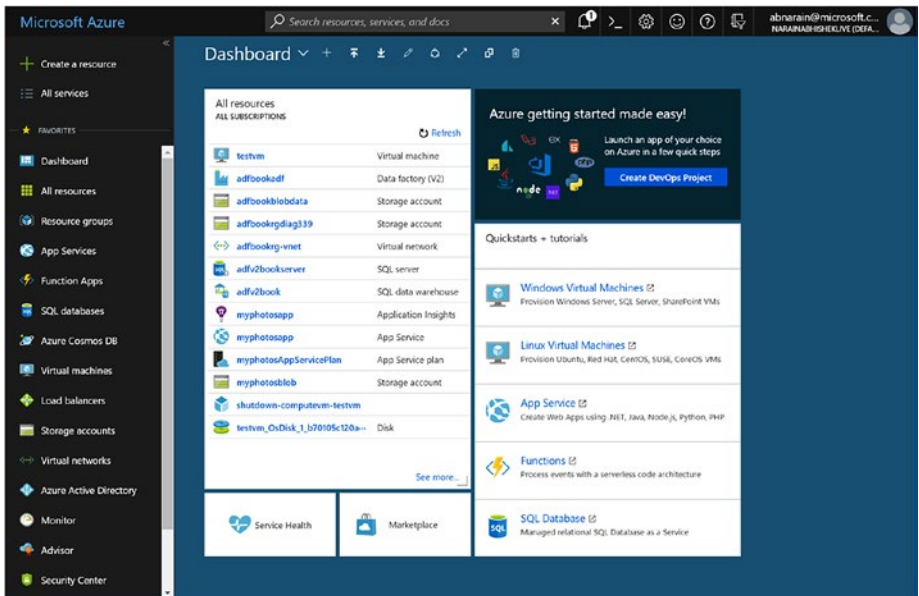 Microsoft Azure
Search resources, services, and docs
abnarain@microsoft.c...
NARAINABHISHEKLIVE (DEFA...
Create a resource
All services
FAVORITES
Dashboard
All resources
Resource groups
App Services
Function Apps
SQL databases
Azure Cosmos DB
Virtual machines
Load balancers
Storage accounts
Virtual networks
Azure Active Directory
Monitor
Advisor
Security Center
Dashboard
All resources
ALL SUBSCRIPTIONS
Refresh
testvm Virtual machine
adfbookadf Data factory (V2)
adfbookblobdata Storage account
adfbookrgdiag339 Storage account
adfbookrg-vnet Virtual network
adfv2bookserver SQL server
adfv2book SQL data warehouse
myphotosapp Application Insights
myphotosapp App Service
myphotosAppServicePlan App Service plan
myphotosblob Storage account
shutdown-computevm-testvm
testvm_OsDisk_1_b70105c120a... Disk
See more...
Service Health
Marketplace
Azure getting started made easy!
Launch an app of your choice
on Azure in a few quick steps
Create DevOps Project
EX
JS
php
node
.NET
Quickstarts + tutorials
Windows Virtual Machines
Provision Windows Server, SQL Server, SharePoint VMs
Linux Virtual Machines
Provision Ubuntu, Red Hat, CentOS, SUSE, CoreOS VMs
App Service
Create Web Apps using .NET, Java, Node.js, Python, PHP
Functions
Process events with a serverless code architecture
SQL
SQL Database
Managed relational SQL Database as a Service